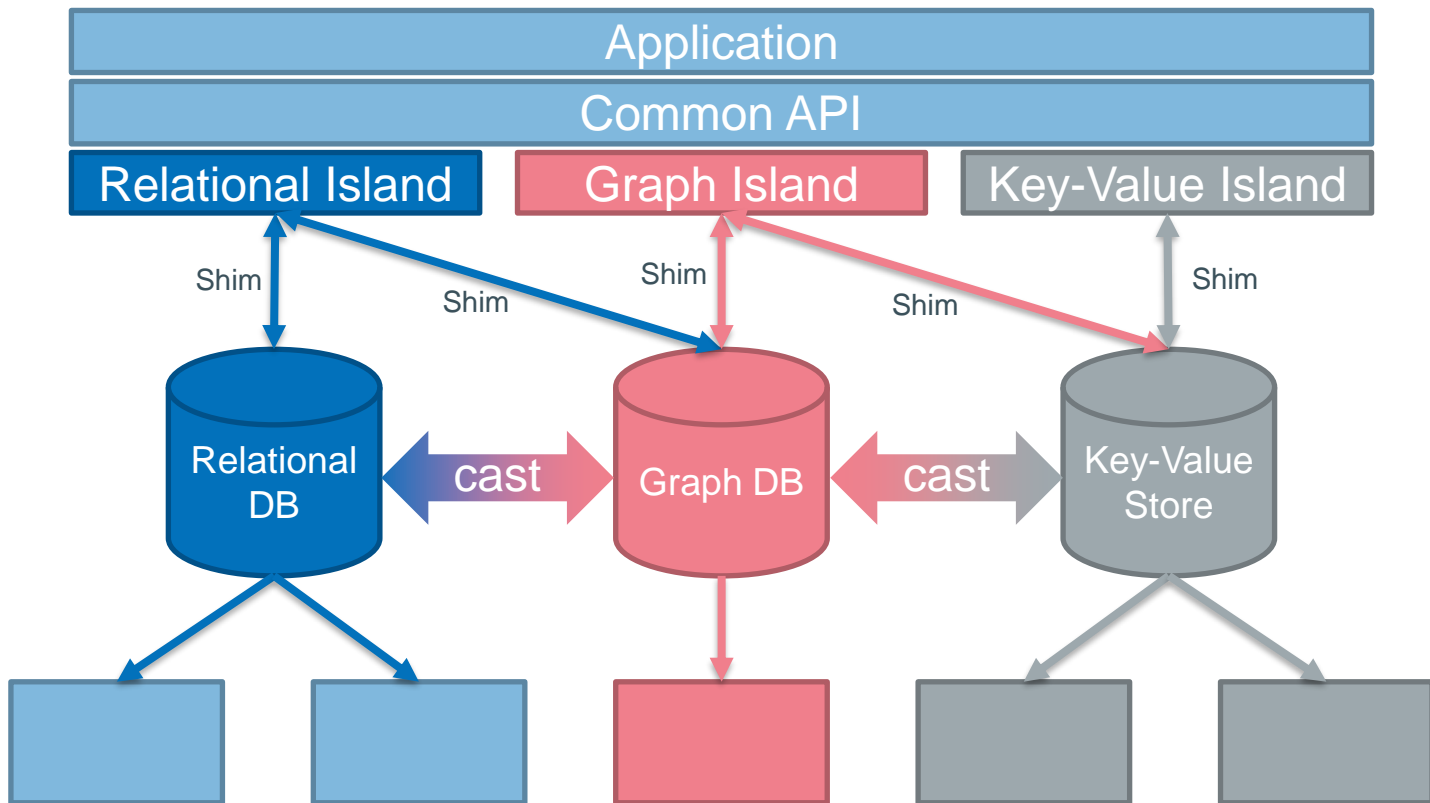 Application
Common API
Relational Island
Graph Island
Key-Value Island
Shim
Shim
Shim
Shim
Shim
Relational
DB
cast
Graph DB
cast
Key-Value
Store